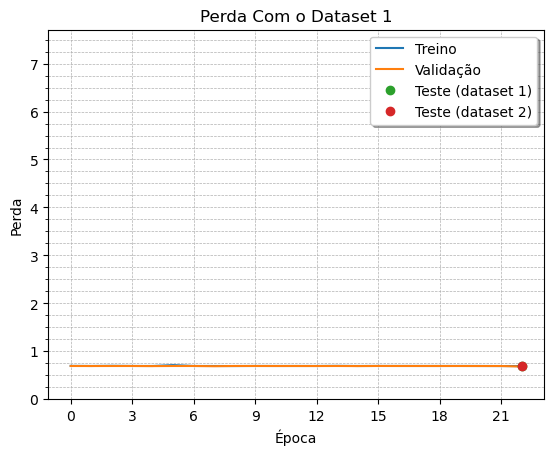 Perda Com o Dataset 1
Treino
Validação
Teste (dataset 1)
Teste (dataset 2)
7
6
5
4
3
2
1
0
Perda
0 3 6 9 12 15 18 21
Época